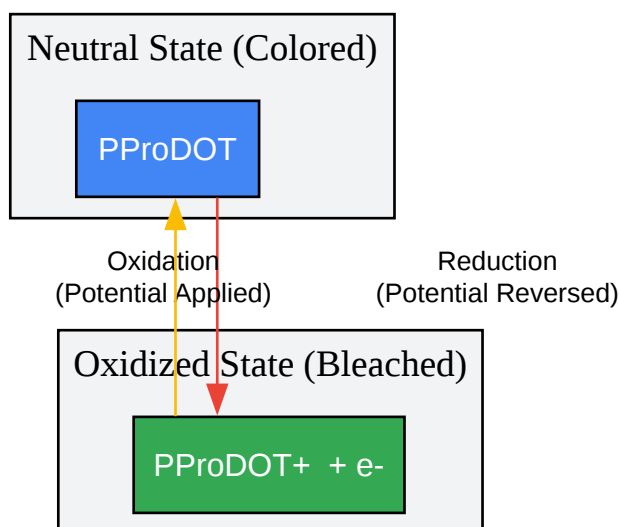 Neutral State (Colored)
PProDOT
Oxidation
(Potential Applied)
Reduction
(Potential Reversed)
Oxidized State (Bleached)
PProDOT+ + e-